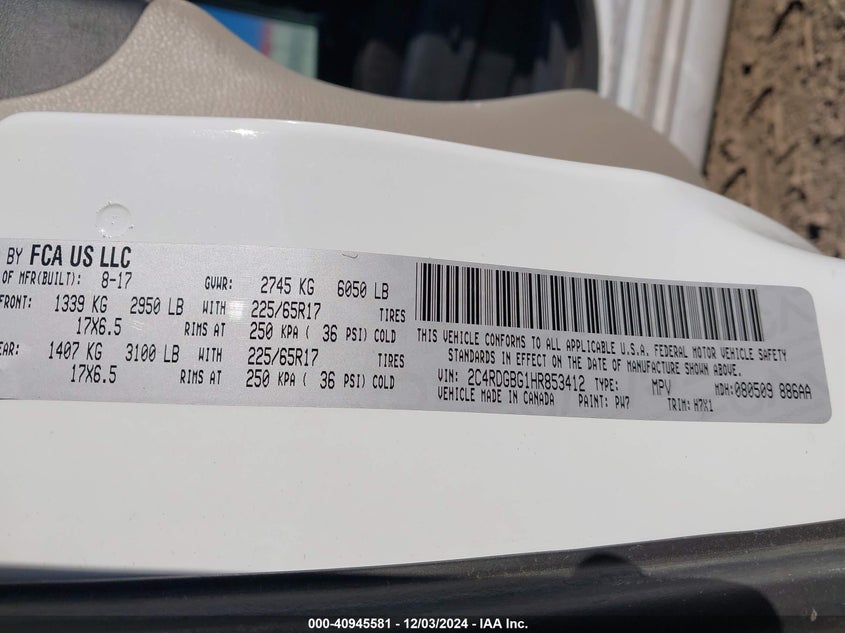 BY FCA US LLC
OF MFR(BUILT): 8-17 GVWR: 2745 KG 6050 LB
FRONT: 1339 KG 2950 LB WITH 225/65R17 TIRES
17X6.5 RIMS AT 250 KPA ( 36 PSI) COLD
EAR: 1407 KG 3100 LB WITH 225/65R17 TIRES
17X6.5 RIMS AT 250 KPA ( 36 PSI) COLD
THIS VEHICLE CONFORMS TO ALL APPLICABLE U.S.A. FEDERAL MOTOR VEHICLE SAFETY
STANDARDS IN EFFECT ON THE DATE OF MANUFACTURE SHOWN ABOVE.
VIN: 2C4RDGBG1HR853412 TYPE: MPV MDH:080509 886AA
VEHICLE MADE IN CANADA PAINT: PW7 TRIM: H7X1
000-40945581 - 12/03/2024 - IAA Inc.